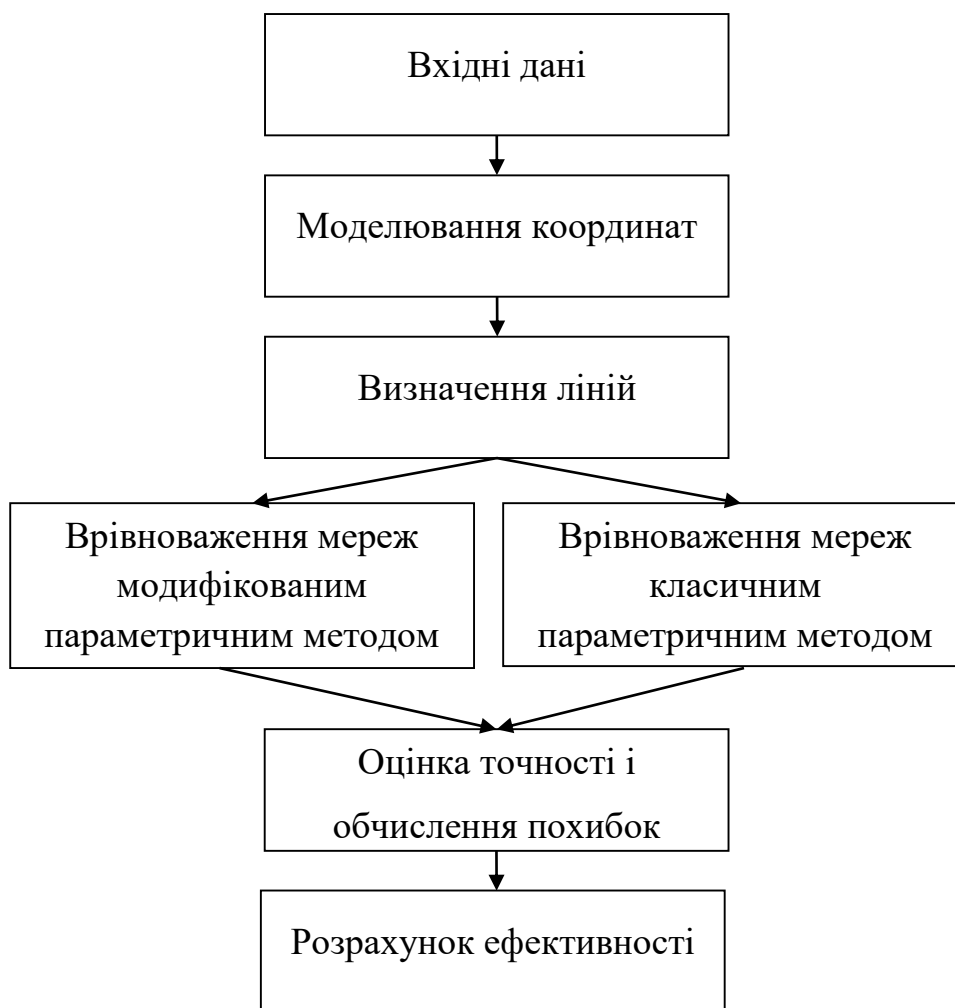 Вхідні дані
Моделювання координат
Визначення ліній
Врівноваження мереж
модифікованим
параметричним методом
Врівноваження мереж
класичним
параметричним методом
Оцінка точності і
обчислення похибок
Розрахунок ефективності